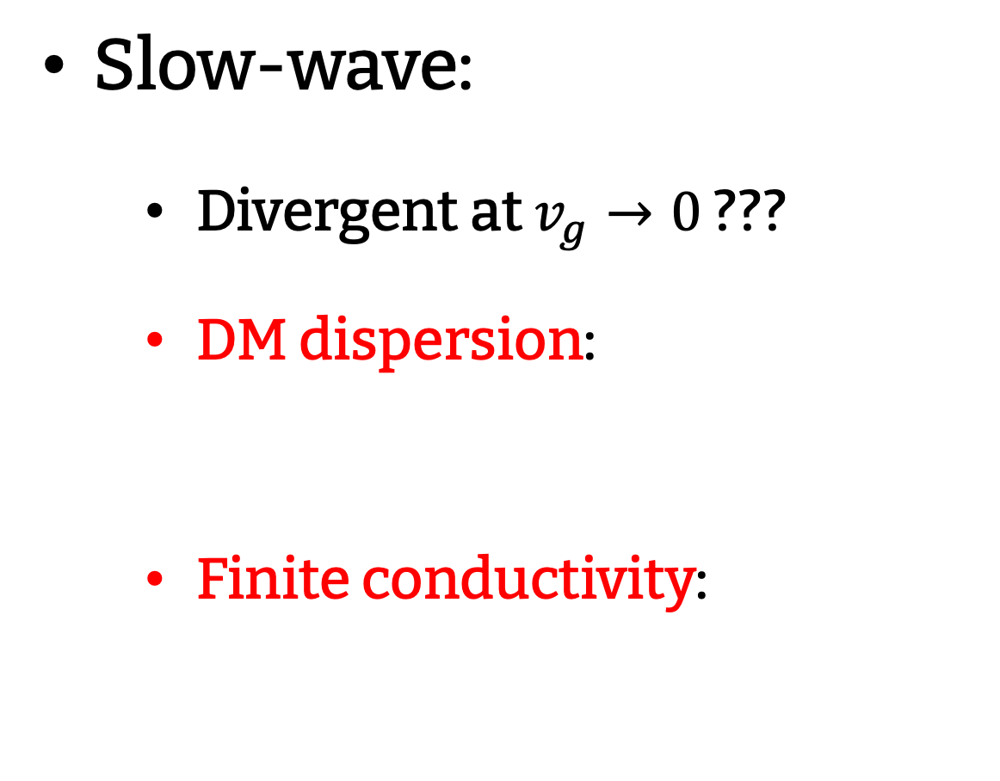 • Slow-wave:
• Divergent at v_g → 0 ???
• DM dispersion:
• Finite conductivity: